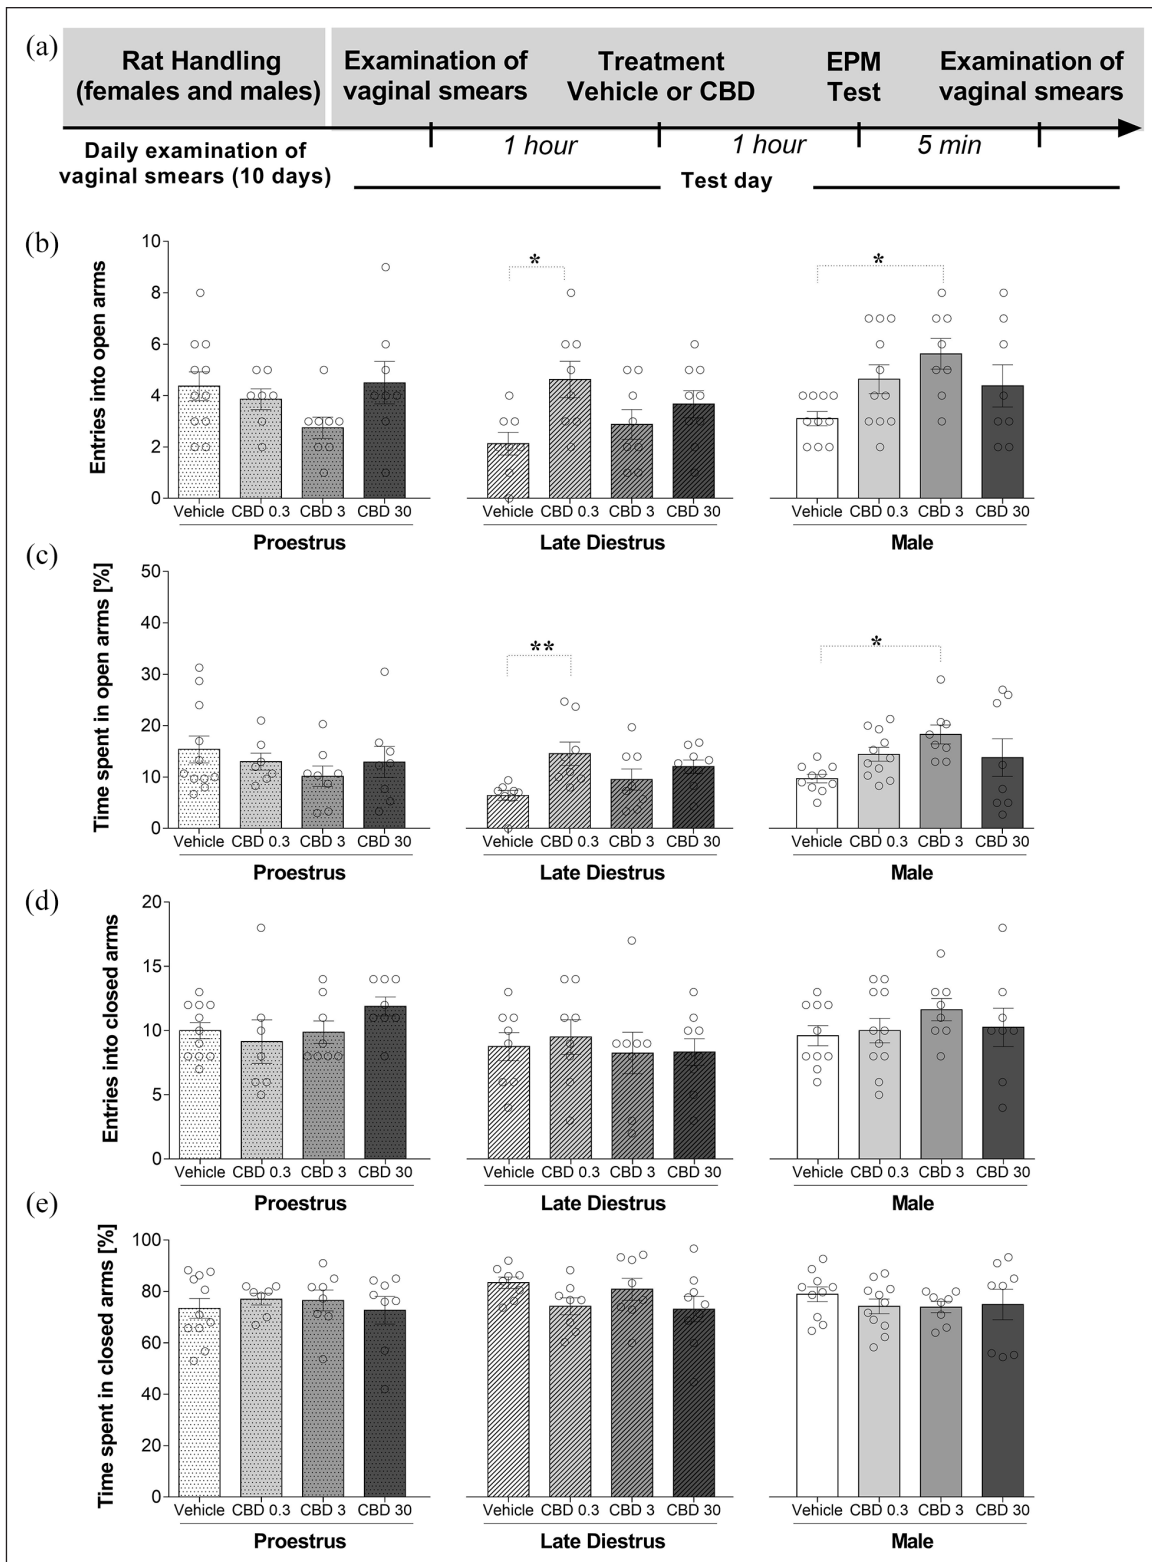 (a)
Rat Handling
(females and males)
Examination of
vaginal smears
Treatment
Vehicle or CBD
EPM
Test
Examination of
vaginal smears
Daily examination of
vaginal smears (10 days)
1 hour
1 hour
5 min
Test day
(b)
Entries into open arms
10
8
6
4
2
0
*
*
Vehicle CBD 0.3 CBD 3 CBD 30
Vehicle CBD 0.3 CBD 3 CBD 30
Vehicle CBD 0.3 CBD 3 CBD 30
Proestrus
Late Diestrus
Male
(c)
Time spent in open arms [%]
50
40
30
20
10
0
**
*
Vehicle CBD 0.3 CBD 3 CBD 30
Vehicle CBD 0.3 CBD 3 CBD 30
Vehicle CBD 0.3 CBD 3 CBD 30
Proestrus
Late Diestrus
Male
(d)
Entries into closed arms
20
15
10
5
0
Vehicle CBD 0.3 CBD 3 CBD 30
Vehicle CBD 0.3 CBD 3 CBD 30
Vehicle CBD 0.3 CBD 3 CBD 30
Proestrus
Late Diestrus
Male
(e)
Time spent in closed arms [%]
100
80
60
40
20
0
Vehicle CBD 0.3 CBD 3 CBD 30
Vehicle CBD 0.3 CBD 3 CBD 30
Vehicle CBD 0.3 CBD 3 CBD 30
Proestrus
Late Diestrus
Male